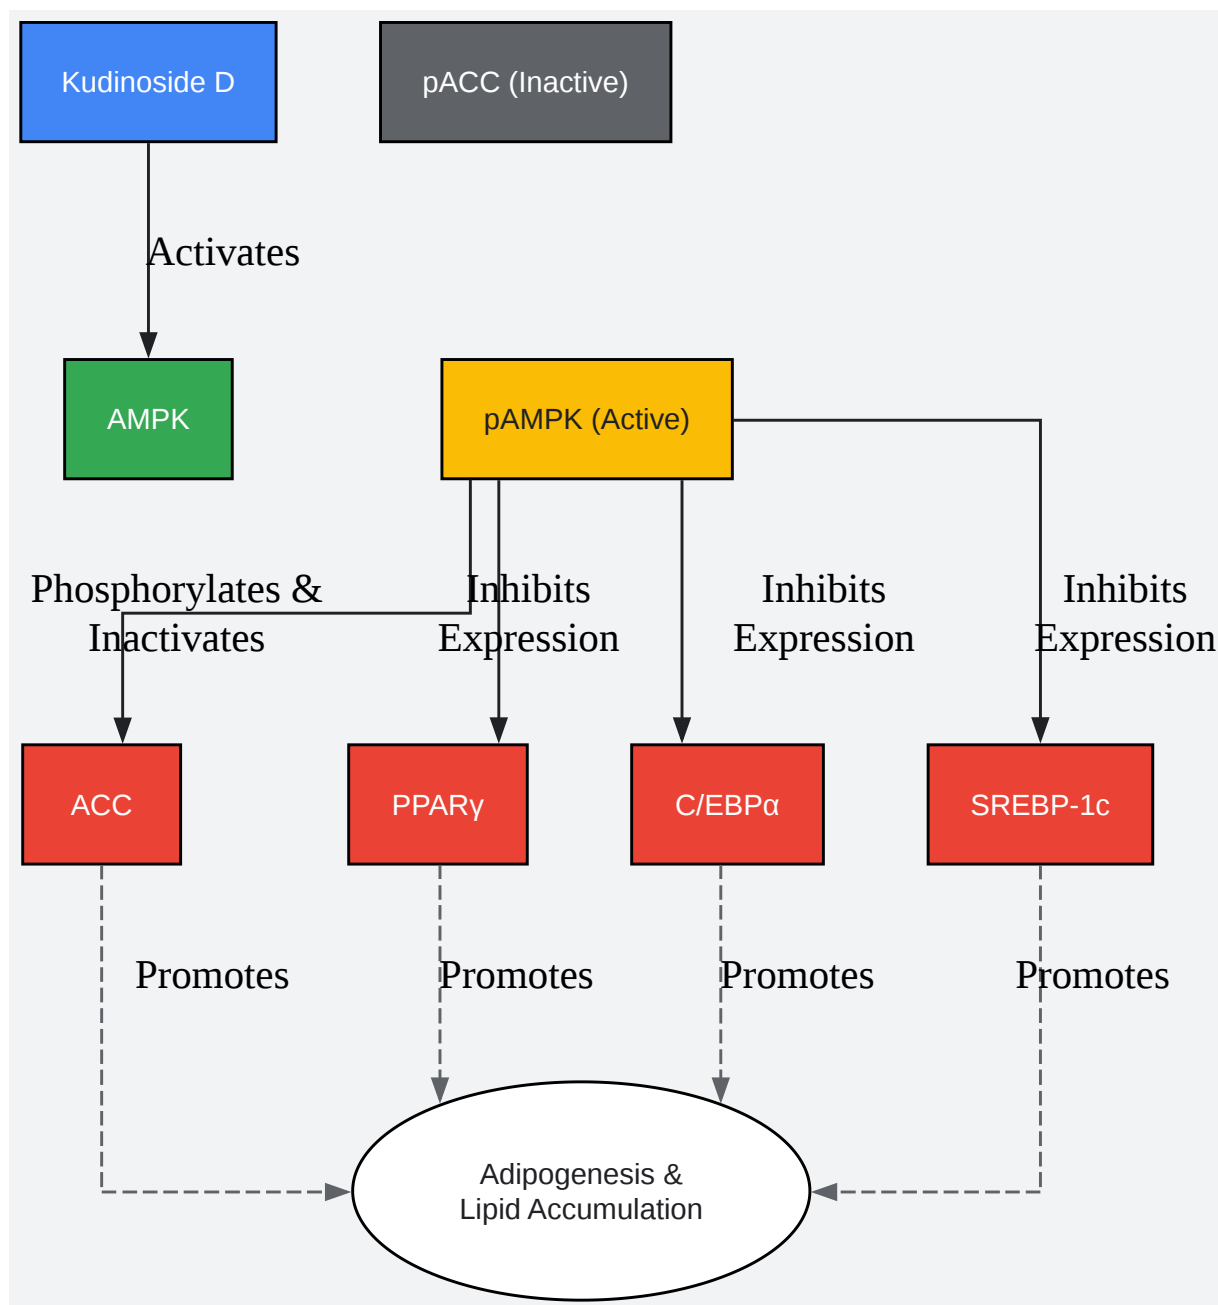 Kudinoside D
pACC (Inactive)
Activates
AMPK
pAMPK (Active)
Phosphorylates &
Inactivates
Inhibits
Expression
Inhibits
Expression
Inhibits
Expression
ACC
PPARγ
C/EBPα
SREBP-1c
Promotes
Promotes
Promotes
Promotes
Adipogenesis &
Lipid Accumulation